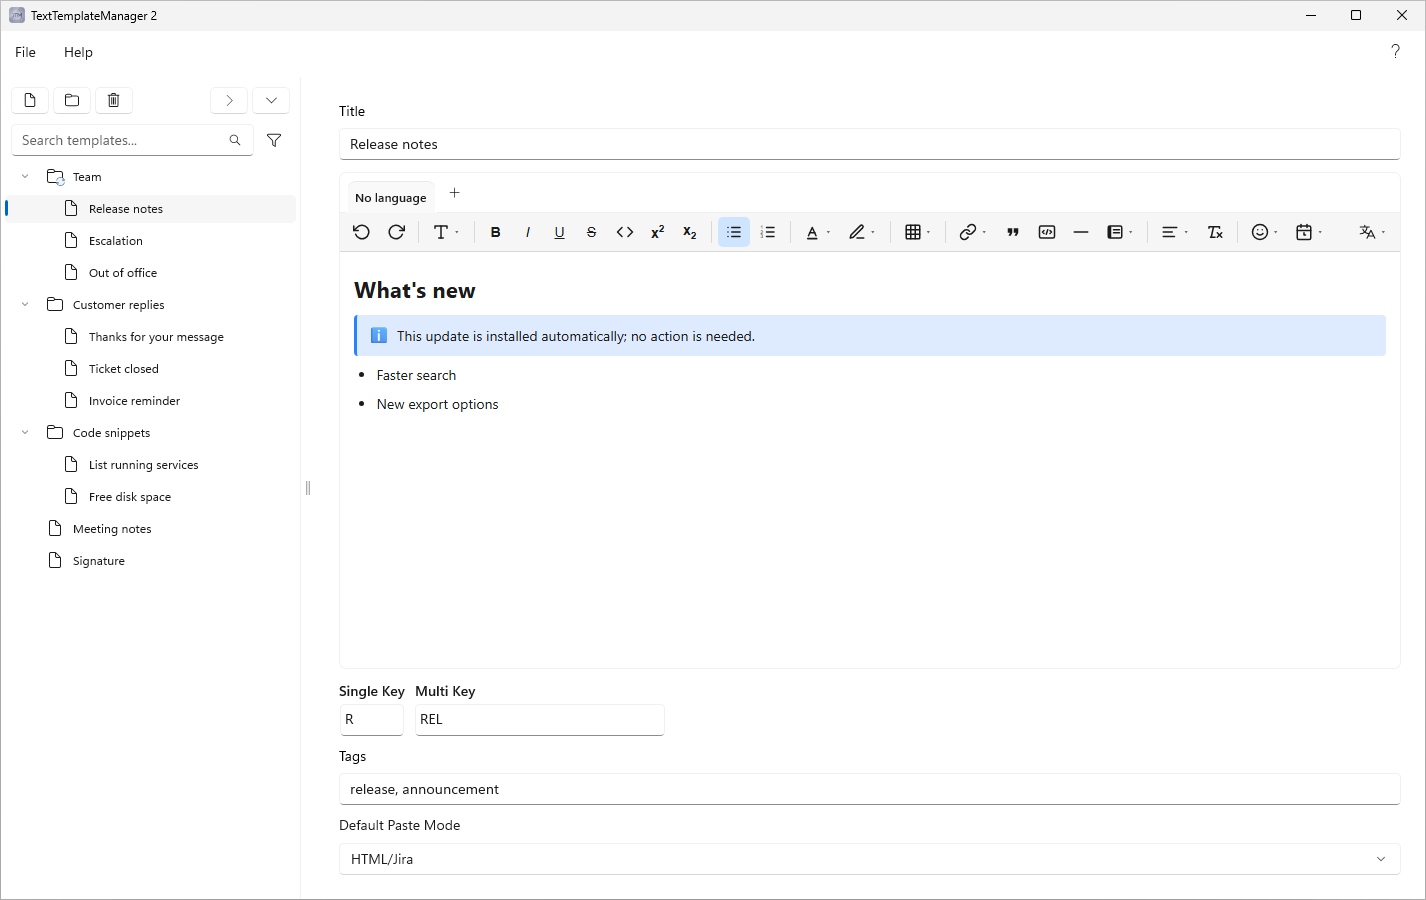 TextTemplateManager 2
File Help ?
Search templates...
Team
Release notes
Escalation
Out of office
Customer replies
Thanks for your message
Ticket closed
Invoice reminder
Code snippets
List running services
Free disk space
Meeting notes
Signature
Title
Release notes
No language +
T B I U S <> x² x₂ A
What's new
This update is installed automatically; no action is needed.
Faster search
New export options
Single Key Multi Key
R REL
Tags
release, announcement
Default Paste Mode
HTML/Jira